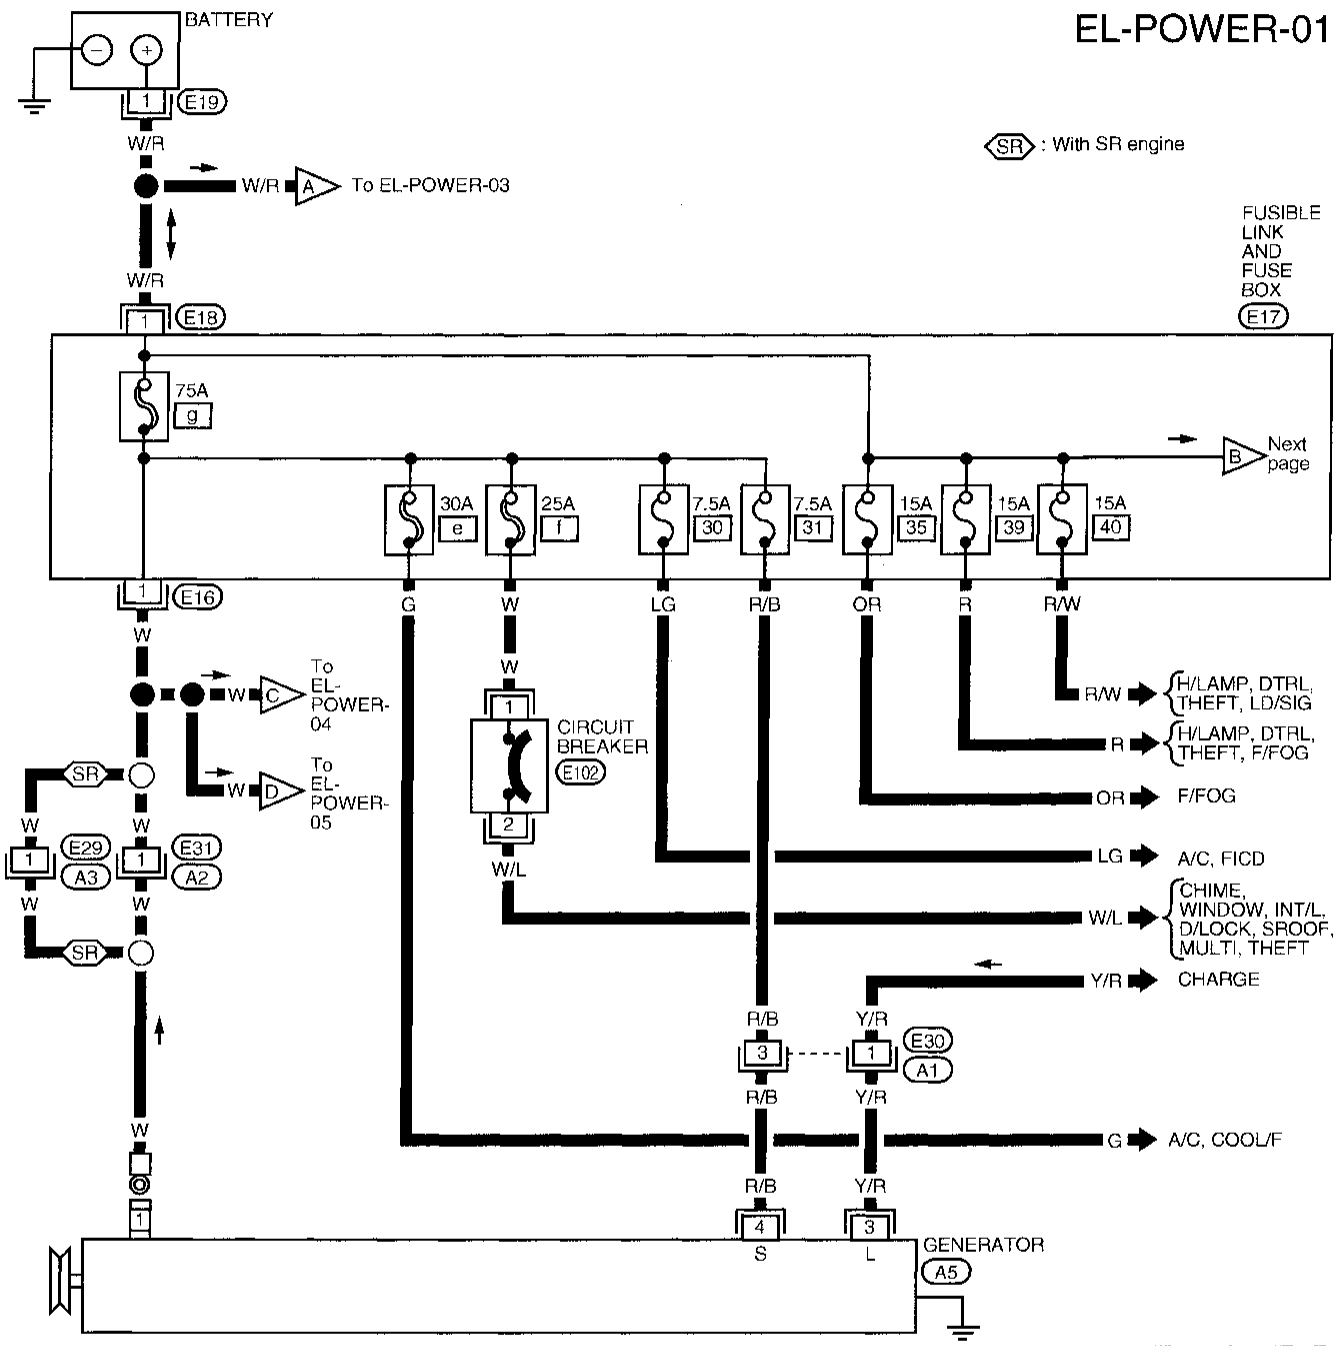 EL-POWER-01
BATTERY
− +
1 E19
W/R
SR : With SR engine
W/R A To EL-POWER-03
W/R
FUSIBLE
LINK
AND
FUSE
BOX
E17
1 E18
75A
g
B Next
page
30A
e
25A
f
7.5A
30
7.5A
31
15A
35
15A
39
15A
40
1 E16
G W LG R/B OR R R/W
W
W
W C To
EL-
POWER-
04
W D To
EL-
POWER-
05
1
CIRCUIT
BREAKER
E102
2
W/L
R/W H/LAMP, DTRL,
THEFT, LD/SIG
R H/LAMP, DTRL,
THEFT, F/FOG
OR F/FOG
LG A/C, FICD
W/L CHIME,
WINDOW, INT/L,
D/LOCK, SROOF,
MULTI, THEFT
Y/R CHARGE
SR
W W
1 E29
A3
1 E31
A2
W W
SR
R/B Y/R
3 1 E30
A1
R/B Y/R
W
G A/C, COOL/F
R/B Y/R
1 4 3
S L
GENERATOR
A5